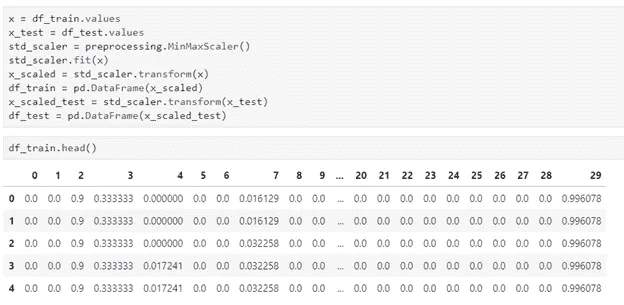 x = df_train.values
x_test = df_test.values
std_scaler = preprocessing.MinMaxScaler()
std_scaler.fit(x)
x_scaled = std_scaler.transform(x)
df_train = pd.DataFrame(x_scaled)
x_scaled_test = std_scaler.transform(x_test)
df_test = pd.DataFrame(x_scaled_test)
df_train.head()
0 1 2 3 4 5 6 7 8 9 ... 20 21 22 23 24 25 26 27 28 29
0 0.0 0.0 0.9 0.333333 0.000000 0.0 0.0 0.016129 0.0 0.0 ... 0.0 0.0 0.0 0.0 0.0 0.0 0.0 0.0 0.0 0.996078
1 0.0 0.0 0.9 0.333333 0.000000 0.0 0.0 0.016129 0.0 0.0 ... 0.0 0.0 0.0 0.0 0.0 0.0 0.0 0.0 0.0 0.996078
2 0.0 0.0 0.9 0.333333 0.000000 0.0 0.0 0.032258 0.0 0.0 ... 0.0 0.0 0.0 0.0 0.0 0.0 0.0 0.0 0.0 0.996078
3 0.0 0.0 0.9 0.333333 0.017241 0.0 0.0 0.032258 0.0 0.0 ... 0.0 0.0 0.0 0.0 0.0 0.0 0.0 0.0 0.0 0.996078
4 0.0 0.0 0.9 0.333333 0.017241 0.0 0.0 0.032258 0.0 0.0 ... 0.0 0.0 0.0 0.0 0.0 0.0 0.0 0.0 0.0 0.996078